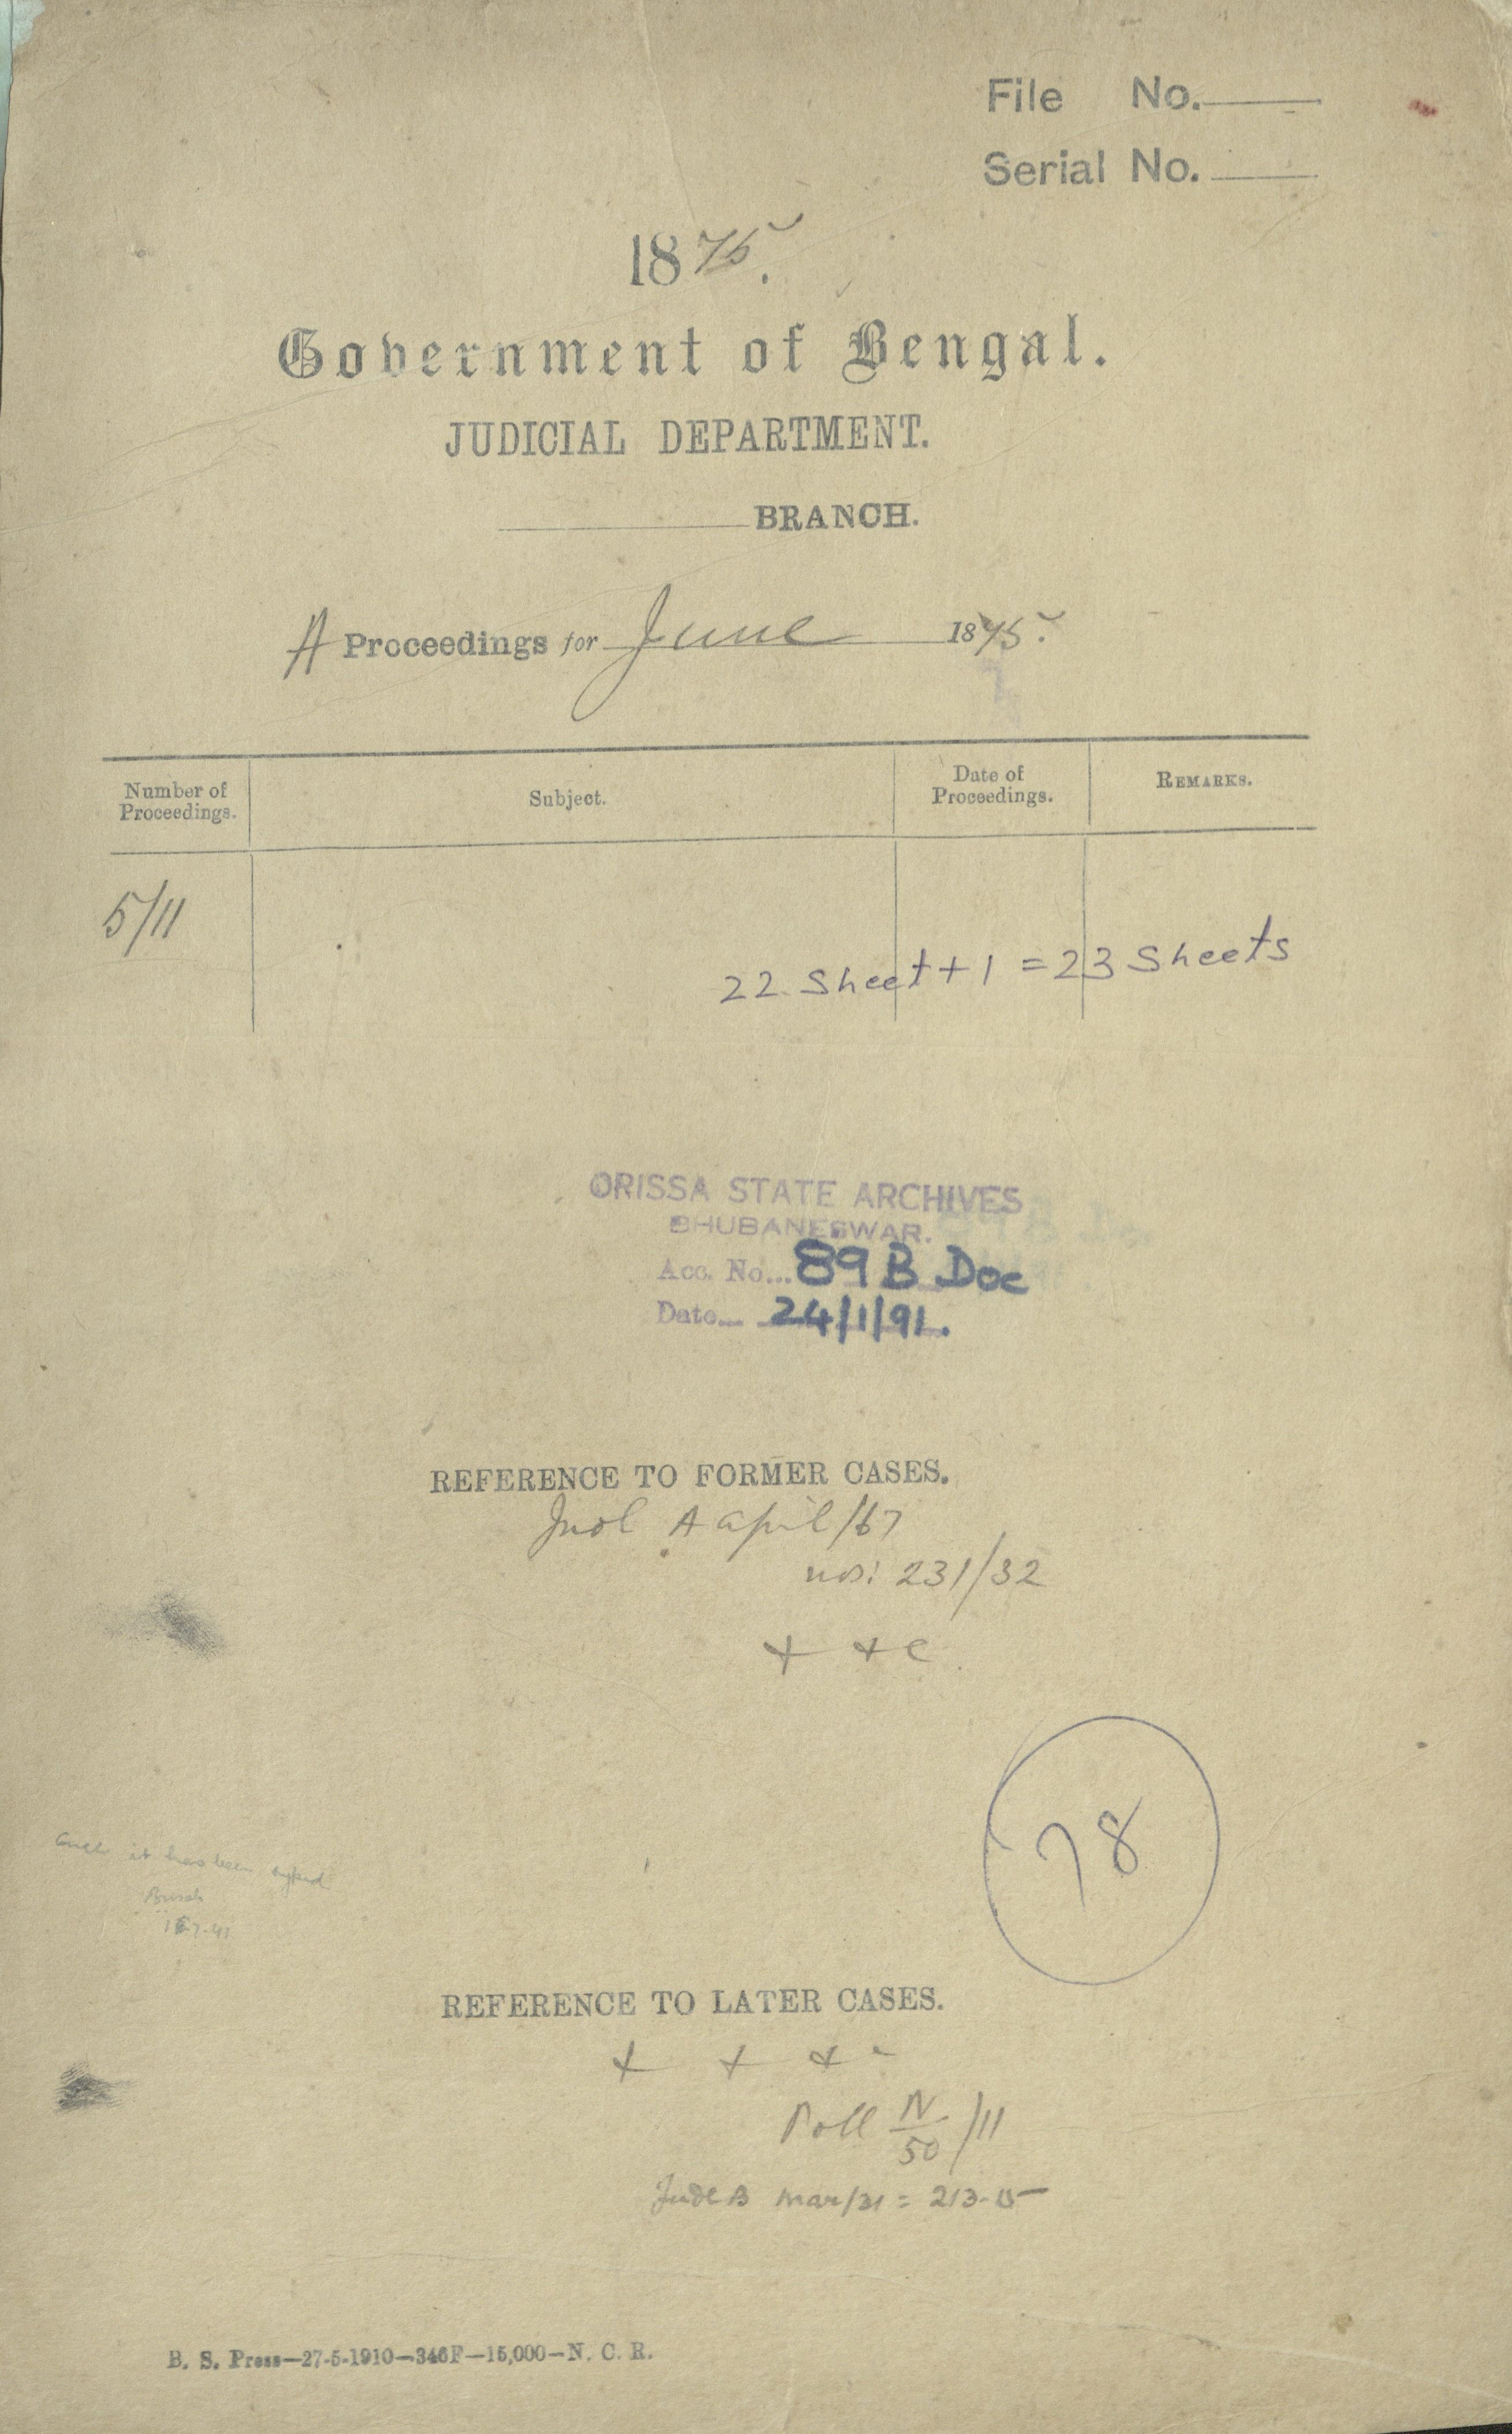 File No.
Serial No.
1875.
Government of Bengal.
JUDICIAL DEPARTMENT.
BRANCH.
A Proceedings for June 1875.
Number of Proceedings. Subject. Date of Proceedings. REMARKS.
5/11
22 Sheet + 1 = 23 Sheets
ORISSA STATE ARCHIVES
BHUBANESWAR.
Acc. No... 89 B Doc
Date... 24/1/91.
REFERENCE TO FORMER CASES.
A April/67
nos: 231/32
+ +c
78
it has been
REFERENCE TO LATER CASES.
+ + +
Poll N/50 /11
B Mar/31 = 213-15
B. S. Press—27-5-1910—346F—15,000—N. C. R.